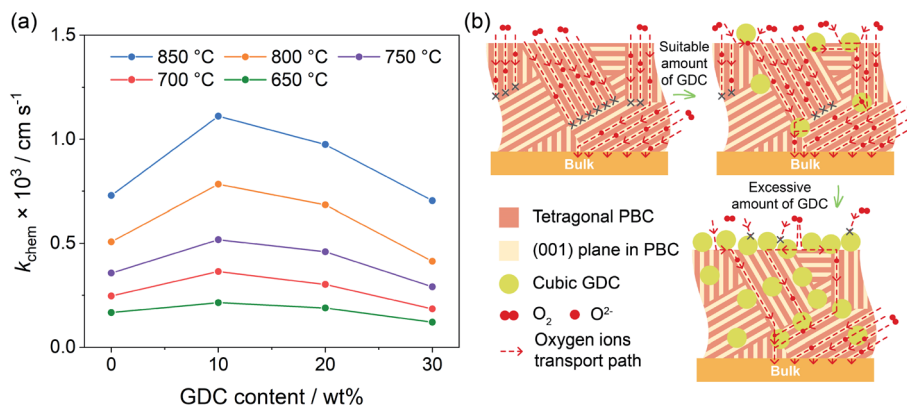 (a)
1.5
1.0
0.5
0.0
k_chem × 10³ / cm s⁻¹
850 °C 800 °C 750 °C
700 °C 650 °C
0 10 20 30
GDC content / wt%
(b)
Suitable
amount
of GDC
Bulk
Bulk
Excessive
amount of GDC
Tetragonal PBC
(001) plane in PBC
Cubic GDC
O₂ O²⁻
Oxygen ions
transport path
Bulk